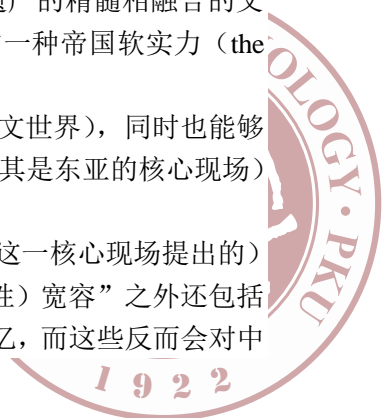 的精髓相融合的文
一种帝国软实力（the
文世界），同时也能够
其是东亚的核心现场）
这一核心现场提出的）
性）宽容”之外还包括
忆，而这些反而会对中
OLOGY · PKU
1922